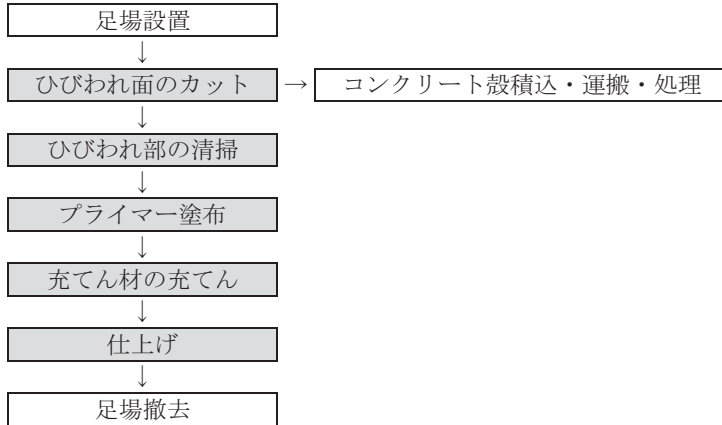 足場設置
↓
ひびわれ面のカット → コンクリート殻積込・運搬・処理
↓
ひびわれ部の清掃
↓
プライマー塗布
↓
充てん材の充てん
↓
仕上げ
↓
足場撤去